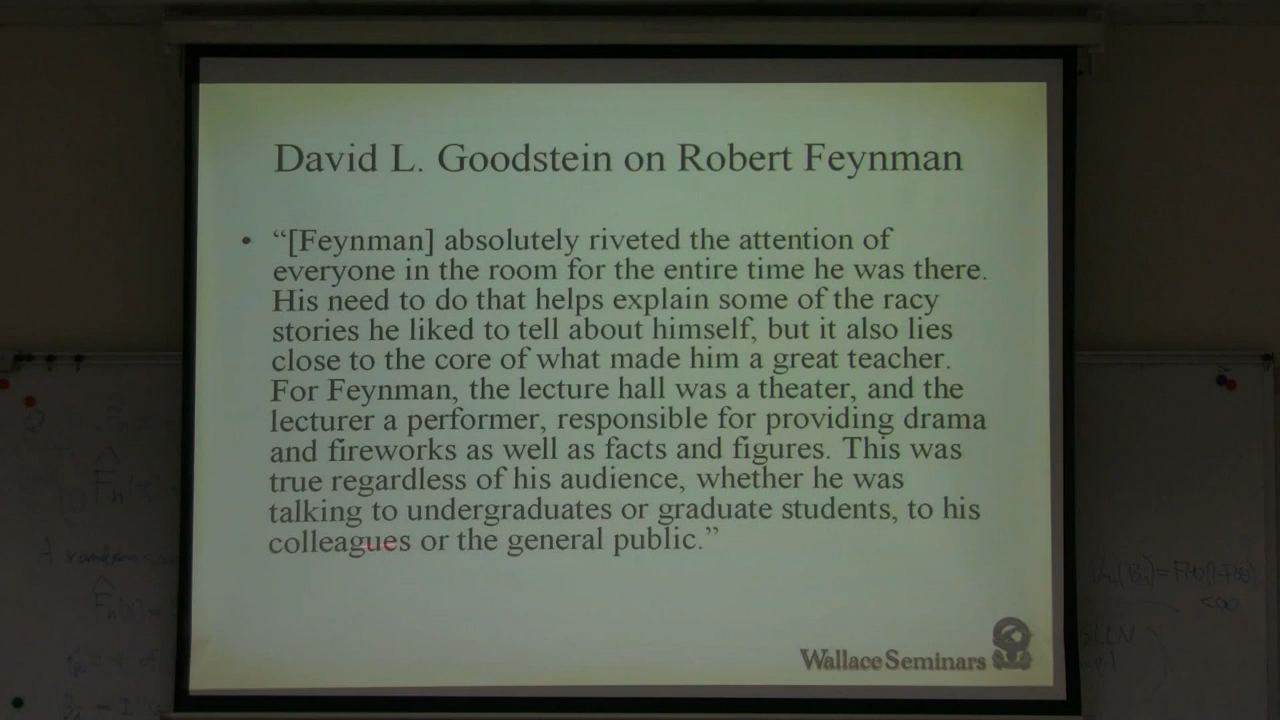 David L. Goodstein on Robert Feynman
• “[Feynman] absolutely riveted the attention of
everyone in the room for the entire time he was there.
His need to do that helps explain some of the racy
stories he liked to tell about himself, but it also lies
close to the core of what made him a great teacher.
For Feynman, the lecture hall was a theater, and the
lecturer a performer, responsible for providing drama
and fireworks as well as facts and figures. This was
true regardless of his audience, whether he was
talking to undergraduates or graduate students, to his
colleagues or the general public.”
Wallace Seminars
A random